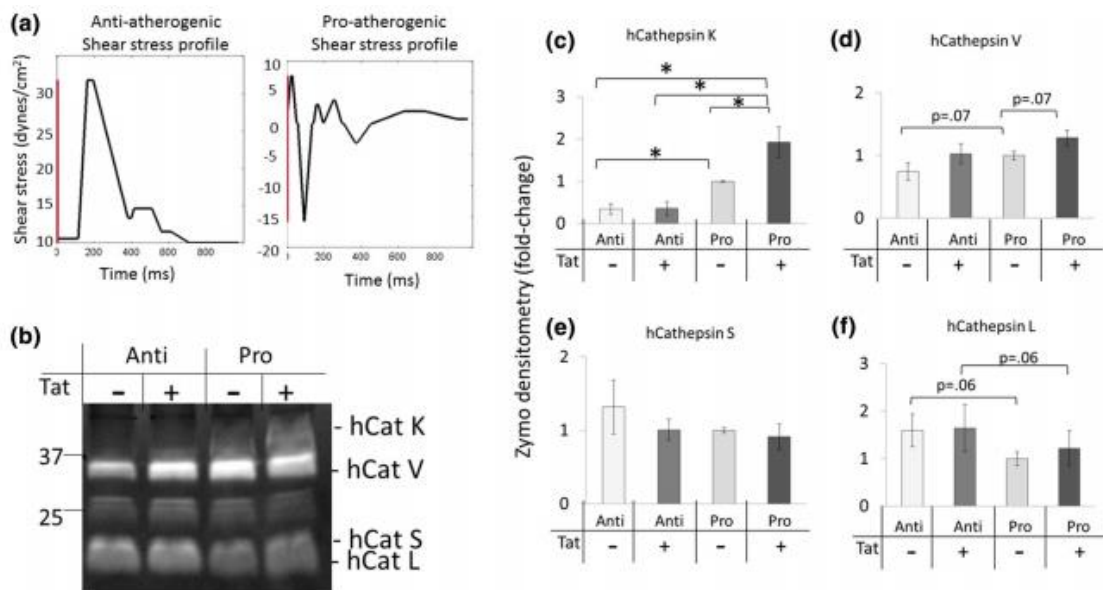 (a)
Anti-atherogenic
Shear stress profile
Pro-atherogenic
Shear stress profile
Shear stress (dynes/cm²)
30
25
20
15
10
0 200 400 600 800
Time (ms)
10
5
0
-5
-10
-15
-20
0 200 400 600 800
Time (ms)
(b)
Anti Pro
Tat - + - +
37
25
hCat K
hCat V
hCat S
hCat L
Zymo densitometry (fold-change)
(c)
hCathepsin K
* * * *
3
2
1
0
Anti Anti Pro Pro
Tat - + - +
(d)
hCathepsin V
p=.07
p=.07
2
1
0
Anti Anti Pro Pro
Tat - + - +
(e)
hCathepsin S
2
1
0
Anti Anti Pro Pro
Tat - + - +
(f)
hCathepsin L
p=.06
p=.06
3
2
1
0
Anti Anti Pro Pro
Tat - + - +